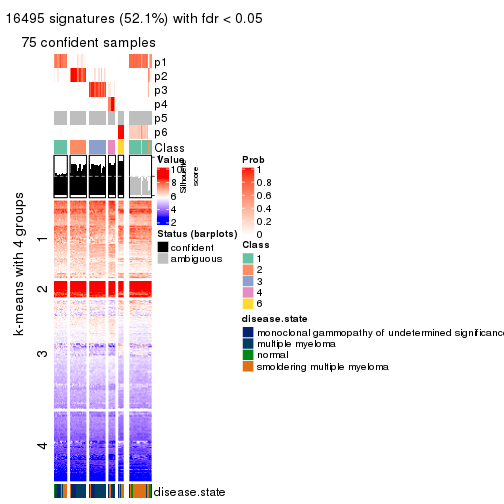 16495 signatures (52.1%) with fdr < 0.05
75 confident samples
p1
p2
p3
p4
p5
p6
Class
Value
10
8
6
4
2
Silhouette
score
Status (barplots)
confident
ambiguous
Prob
1
0.8
0.6
0.4
0.2
0
Class
1
2
3
4
6
disease.state
monoclonal gammopathy of undetermined significance
multiple myeloma
normal
smoldering multiple myeloma
k-means with 4 groups
1
2
3
4
disease.state